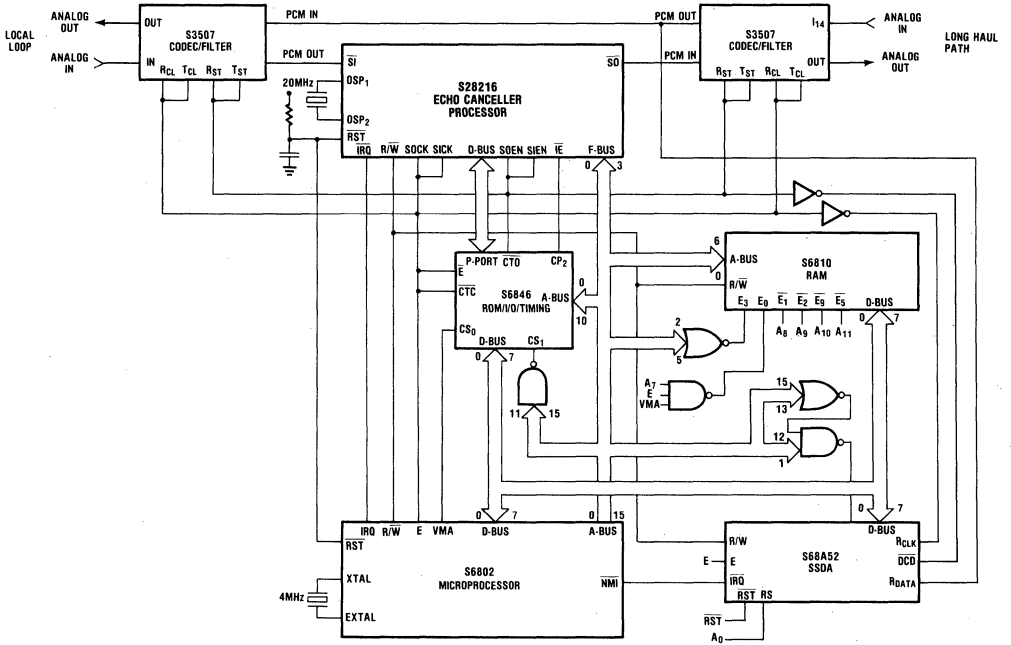 ANALOG OUT
LOCAL LOOP
ANALOG IN
OUT
IN
S3507
CODEC/FILTER
RCL TCL RST TST
PCM IN
PCM OUT
PCM OUT
PCM IN
S3507
CODEC/FILTER
I14
OUT
RST TST RCL TCL
ANALOG IN
LONG HAUL PATH
ANALOG OUT
20MHz
SI
OSP1
OSP2
RST
S28216
ECHO CANCELLER
PROCESSOR
SO
IRQ R/W SOCK SICK D-BUS SOEN SIEN IE F-BUS
0 3
P-PORT CTO CP2
E
CTC
S6846
ROM/I/O/TIMING
A-BUS
0
10
CS0
D-BUS
0 7
CS1
11 15
6
0
A-BUS
R/W
S6810
RAM
E3 E0 E1 E2 E9 E5 D-BUS
0 7
A8 A9 A10 A11
2
5
A7
E
VMA
15
13
12
1
0 7
0 15
IRQ R/W E VMA D-BUS A-BUS
RST
XTAL
EXTAL
4MHz
S6802
MICROPROCESSOR
NMI
0 7
D-BUS
R/W
E E
IRQ
RST RS
S68A52
SSDA
RCLK
DCD
RDATA
RST
A0